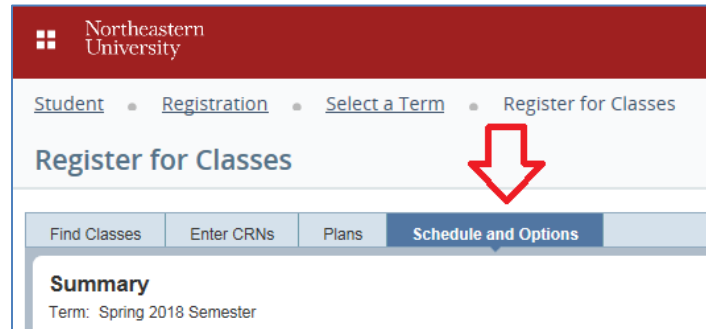 Northeastern
University
Student Registration Select a Term Register for Classes
Register for Classes
Find Classes Enter CRNs Plans Schedule and Options
Summary
Term: Spring 2018 Semester